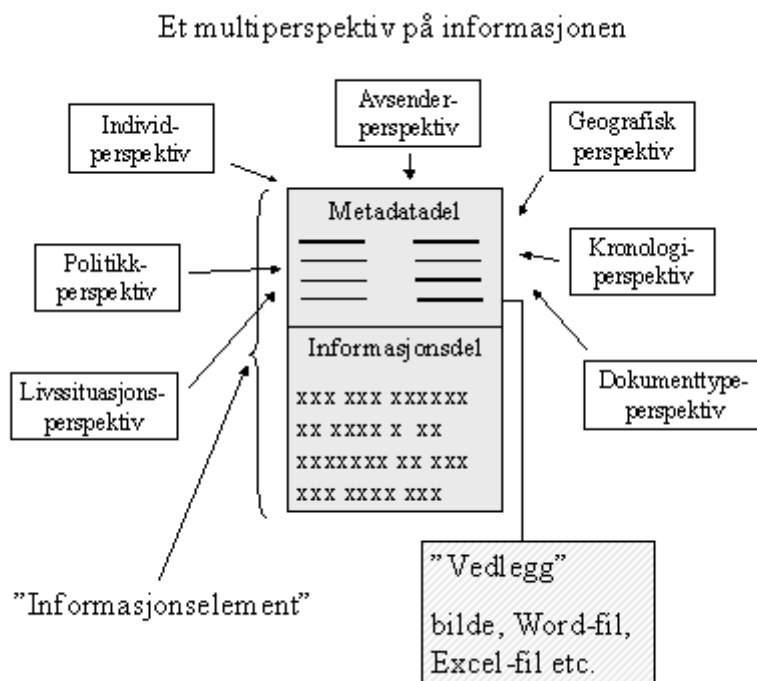 Et multiperspektiv på informasjonen
Avsender-
perspektiv
Individ-
perspektiv
Geografisk
perspektiv
Metadatadel
Politikk-
perspektiv
Kronologi-
perspektiv
Informasjonsdel
Livssituasjons-
perspektiv
Dokumenttype-
perspektiv
xxx xxx xxxxxx
xx xxxx x xx
xxxxxxx xx xxx
xxx xxxx xxx
"Informasjonselement"
"Vedlegg"
bilde, Word-fil,
Excel-fil etc.